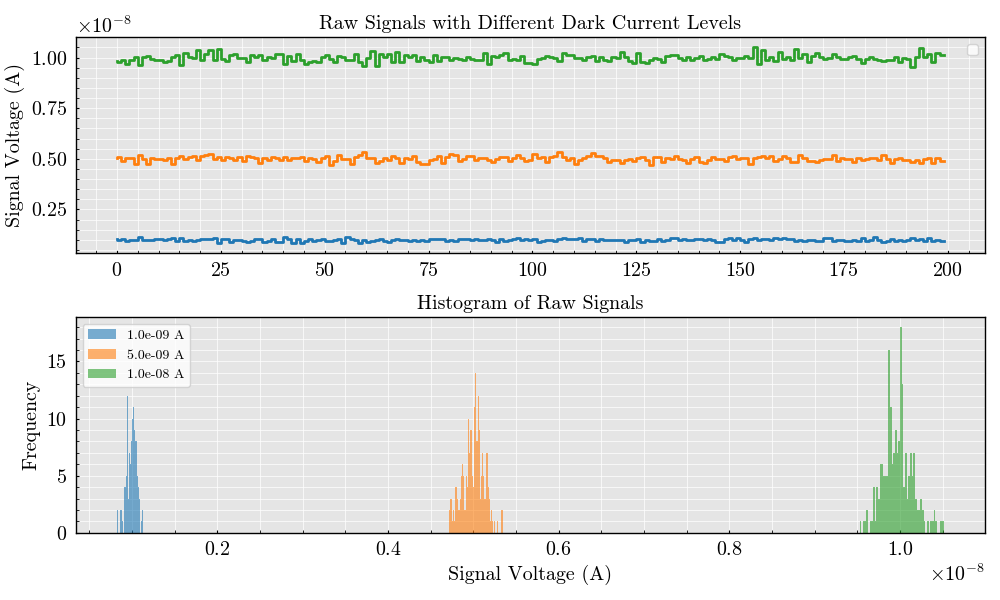 Raw Signals with Different Dark Current Levels
×10⁻⁸
Signal Voltage (A)
1.00
0.75
0.50
0.25
0 25 50 75 100 125 150 175 200
Histogram of Raw Signals
1.0e-09 A
5.0e-09 A
1.0e-08 A
Frequency
15
10
5
0
0.2 0.4 0.6 0.8 1.0
Signal Voltage (A)
×10⁻⁸